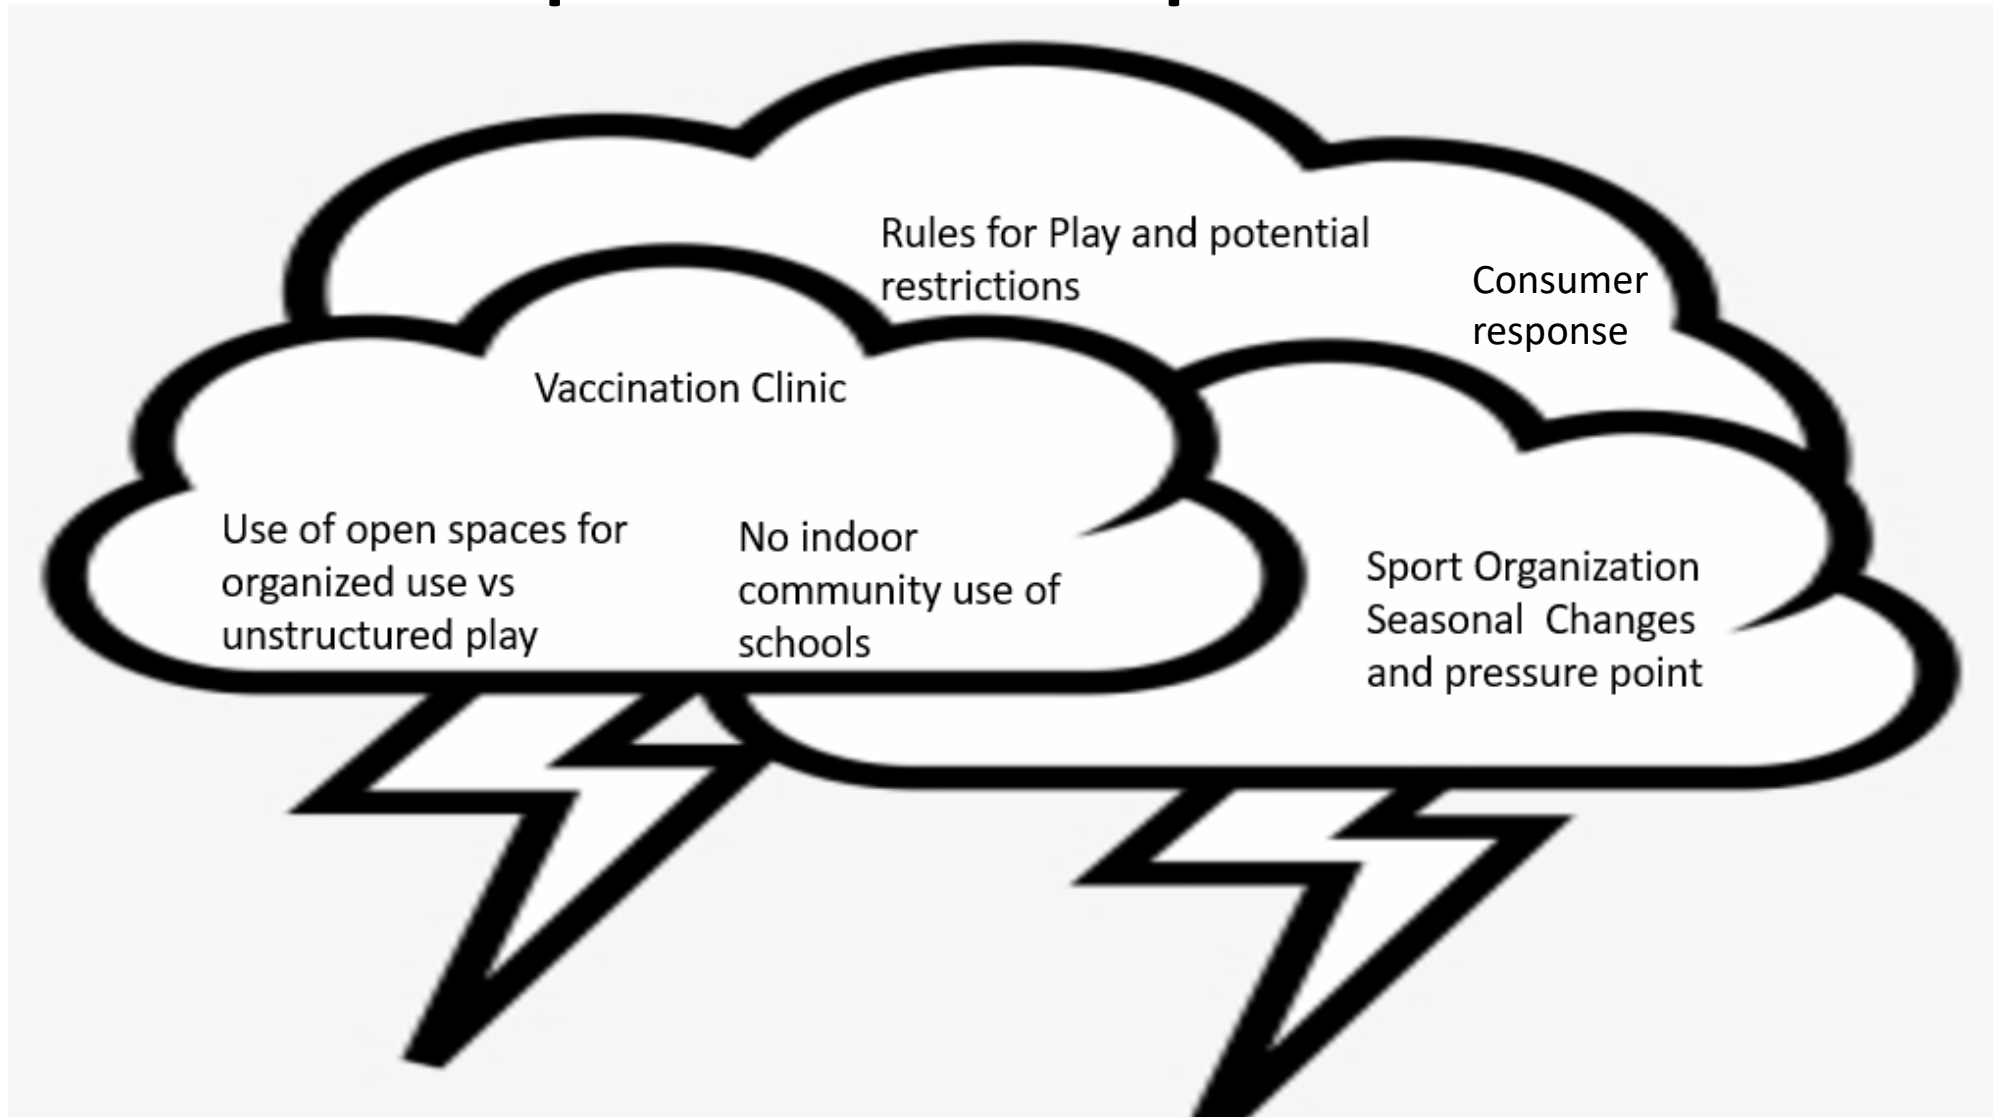 Rules for Play and potential
restrictions
Consumer
response
Vaccination Clinic
Use of open spaces for
organized use vs
unstructured play
No indoor
community use of
schools
Sport Organization
Seasonal  Changes
and pressure point